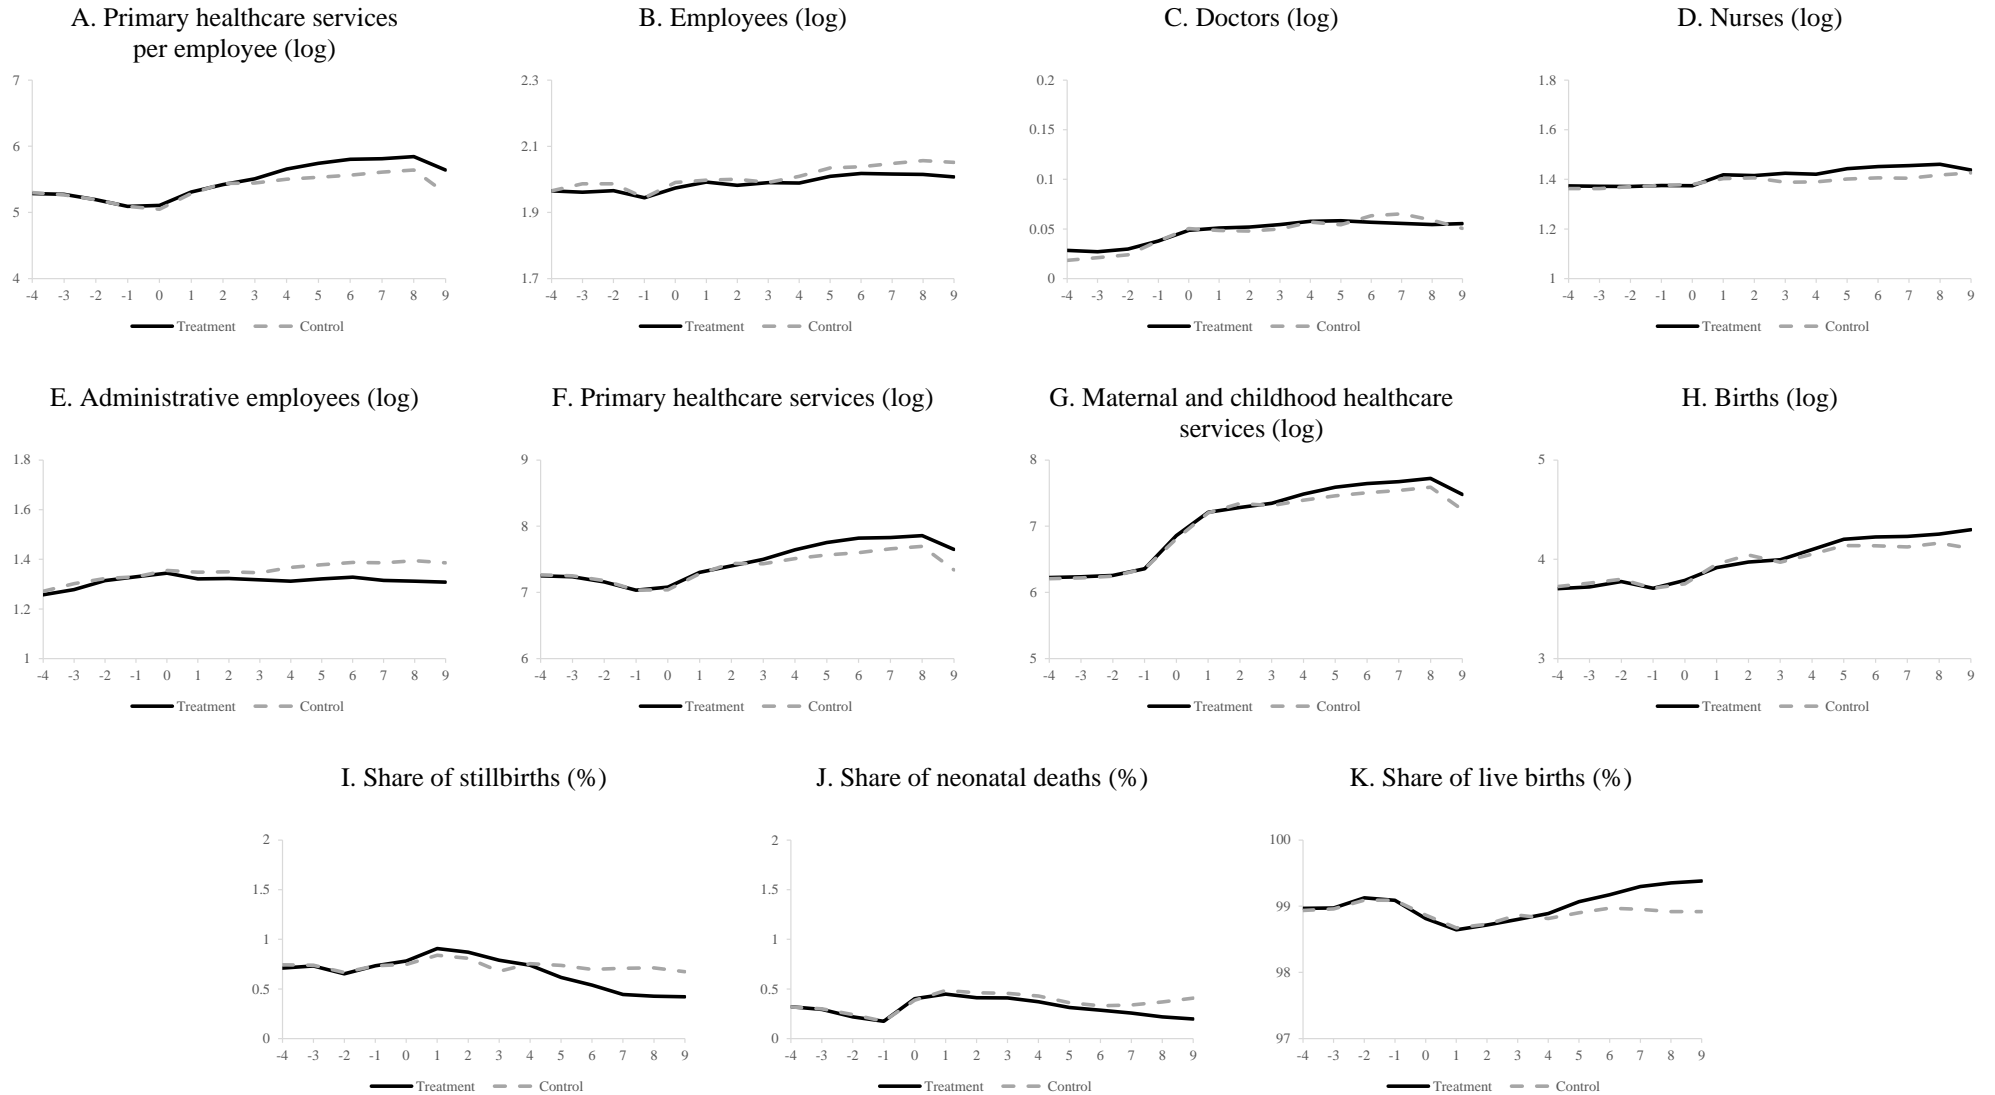 A. Primary healthcare services
per employee (log)
7
6
5
4
-4 -3 -2 -1 0 1 2 3 4 5 6 7 8 9
Treatment Control
B. Employees (log)
2.3
2.1
1.9
1.7
-4 -3 -2 -1 0 1 2 3 4 5 6 7 8 9
Treatment Control
C. Doctors (log)
0.2
0.15
0.1
0.05
0
-4 -3 -2 -1 0 1 2 3 4 5 6 7 8 9
Treatment Control
D. Nurses (log)
1.8
1.6
1.4
1.2
1
-4 -3 -2 -1 0 1 2 3 4 5 6 7 8 9
Treatment Control
E. Administrative employees (log)
1.8
1.6
1.4
1.2
1
-4 -3 -2 -1 0 1 2 3 4 5 6 7 8 9
Treatment Control
F. Primary healthcare services (log)
9
8
7
6
-4 -3 -2 -1 0 1 2 3 4 5 6 7 8 9
Treatment Control
G. Maternal and childhood healthcare
services (log)
8
7
6
5
-4 -3 -2 -1 0 1 2 3 4 5 6 7 8 9
Treatment Control
H. Births (log)
5
4
3
-4 -3 -2 -1 0 1 2 3 4 5 6 7 8 9
Treatment Control
I. Share of stillbirths (%)
2
1.5
1
0.5
0
-4 -3 -2 -1 0 1 2 3 4 5 6 7 8 9
Treatment Control
J. Share of neonatal deaths (%)
2
1.5
1
0.5
0
-4 -3 -2 -1 0 1 2 3 4 5 6 7 8 9
Treatment Control
K. Share of live births (%)
100
99
98
97
-4 -3 -2 -1 0 1 2 3 4 5 6 7 8 9
Treatment Control